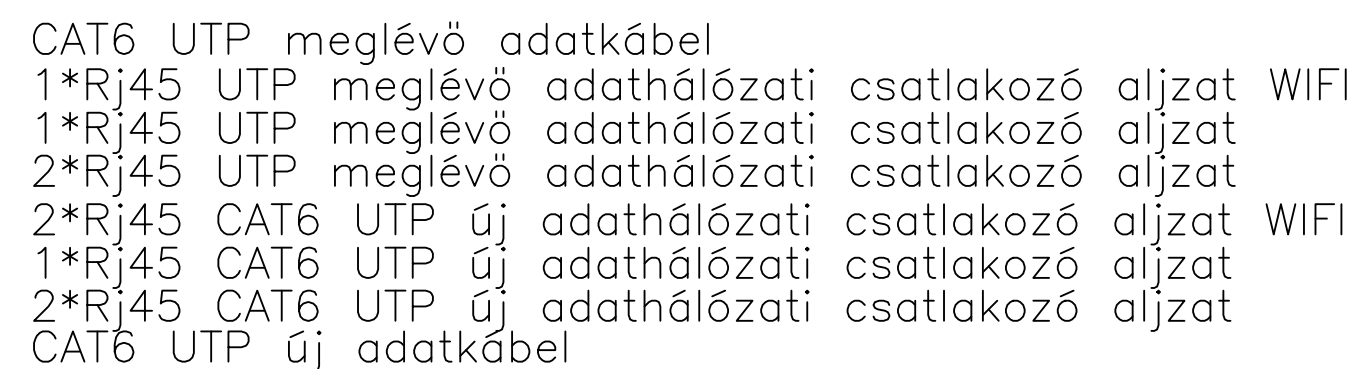 CAT6 UTP meglévö adatkábel
1*Rj45 UTP meglévö adathálózati csatlakozó aljzat WIFI
1*Rj45 UTP meglévö adathálózati csatlakozó aljzat
2*Rj45 UTP meglévö adathálózati csatlakozó aljzat
2*Rj45 CAT6 UTP új adathálózati csatlakozó aljzat WIFI
1*Rj45 CAT6 UTP új adathálózati csatlakozó aljzat
2*Rj45 CAT6 UTP új adathálózati csatlakozó aljzat
CAT6 UTP új adatkábel